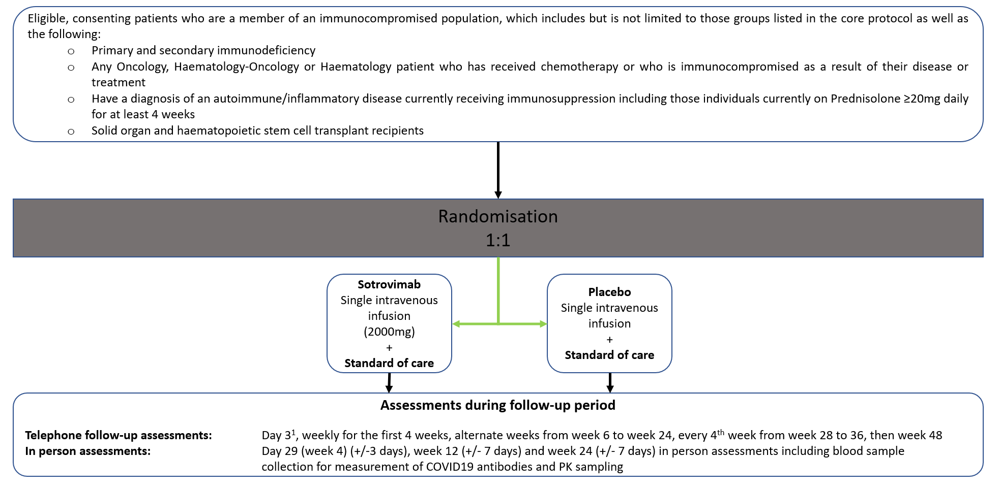 Eligible, consenting patients who are a member of an immunocompromised population, which includes but is not limited to those groups listed in the core protocol as well as
the following:
o Primary and secondary immunodeficiency
o Any Oncology, Haematology-Oncology or Haematology patient who has received chemotherapy or who is immunocompromised as a result of their disease or
treatment
o Have a diagnosis of an autoimmune/inflammatory disease currently receiving immunosuppression including those individuals currently on Prednisolone ≥20mg daily
for at least 4 weeks
o Solid organ and haematopoietic stem cell transplant recipients
Randomisation
1:1
Sotrovimab
Single intravenous
infusion
(2000mg)
+
Standard of care
Placebo
Single intravenous
infusion
+
Standard of care
Assessments during follow-up period
Telephone follow-up assessments: Day 3¹, weekly for the first 4 weeks, alternate weeks from week 6 to week 24, every 4th week from week 28 to 36, then week 48
In person assessments: Day 29 (week 4) (+/-3 days), week 12 (+/- 7 days) and week 24 (+/- 7 days) in person assessments including blood sample
collection for measurement of COVID19 antibodies and PK sampling